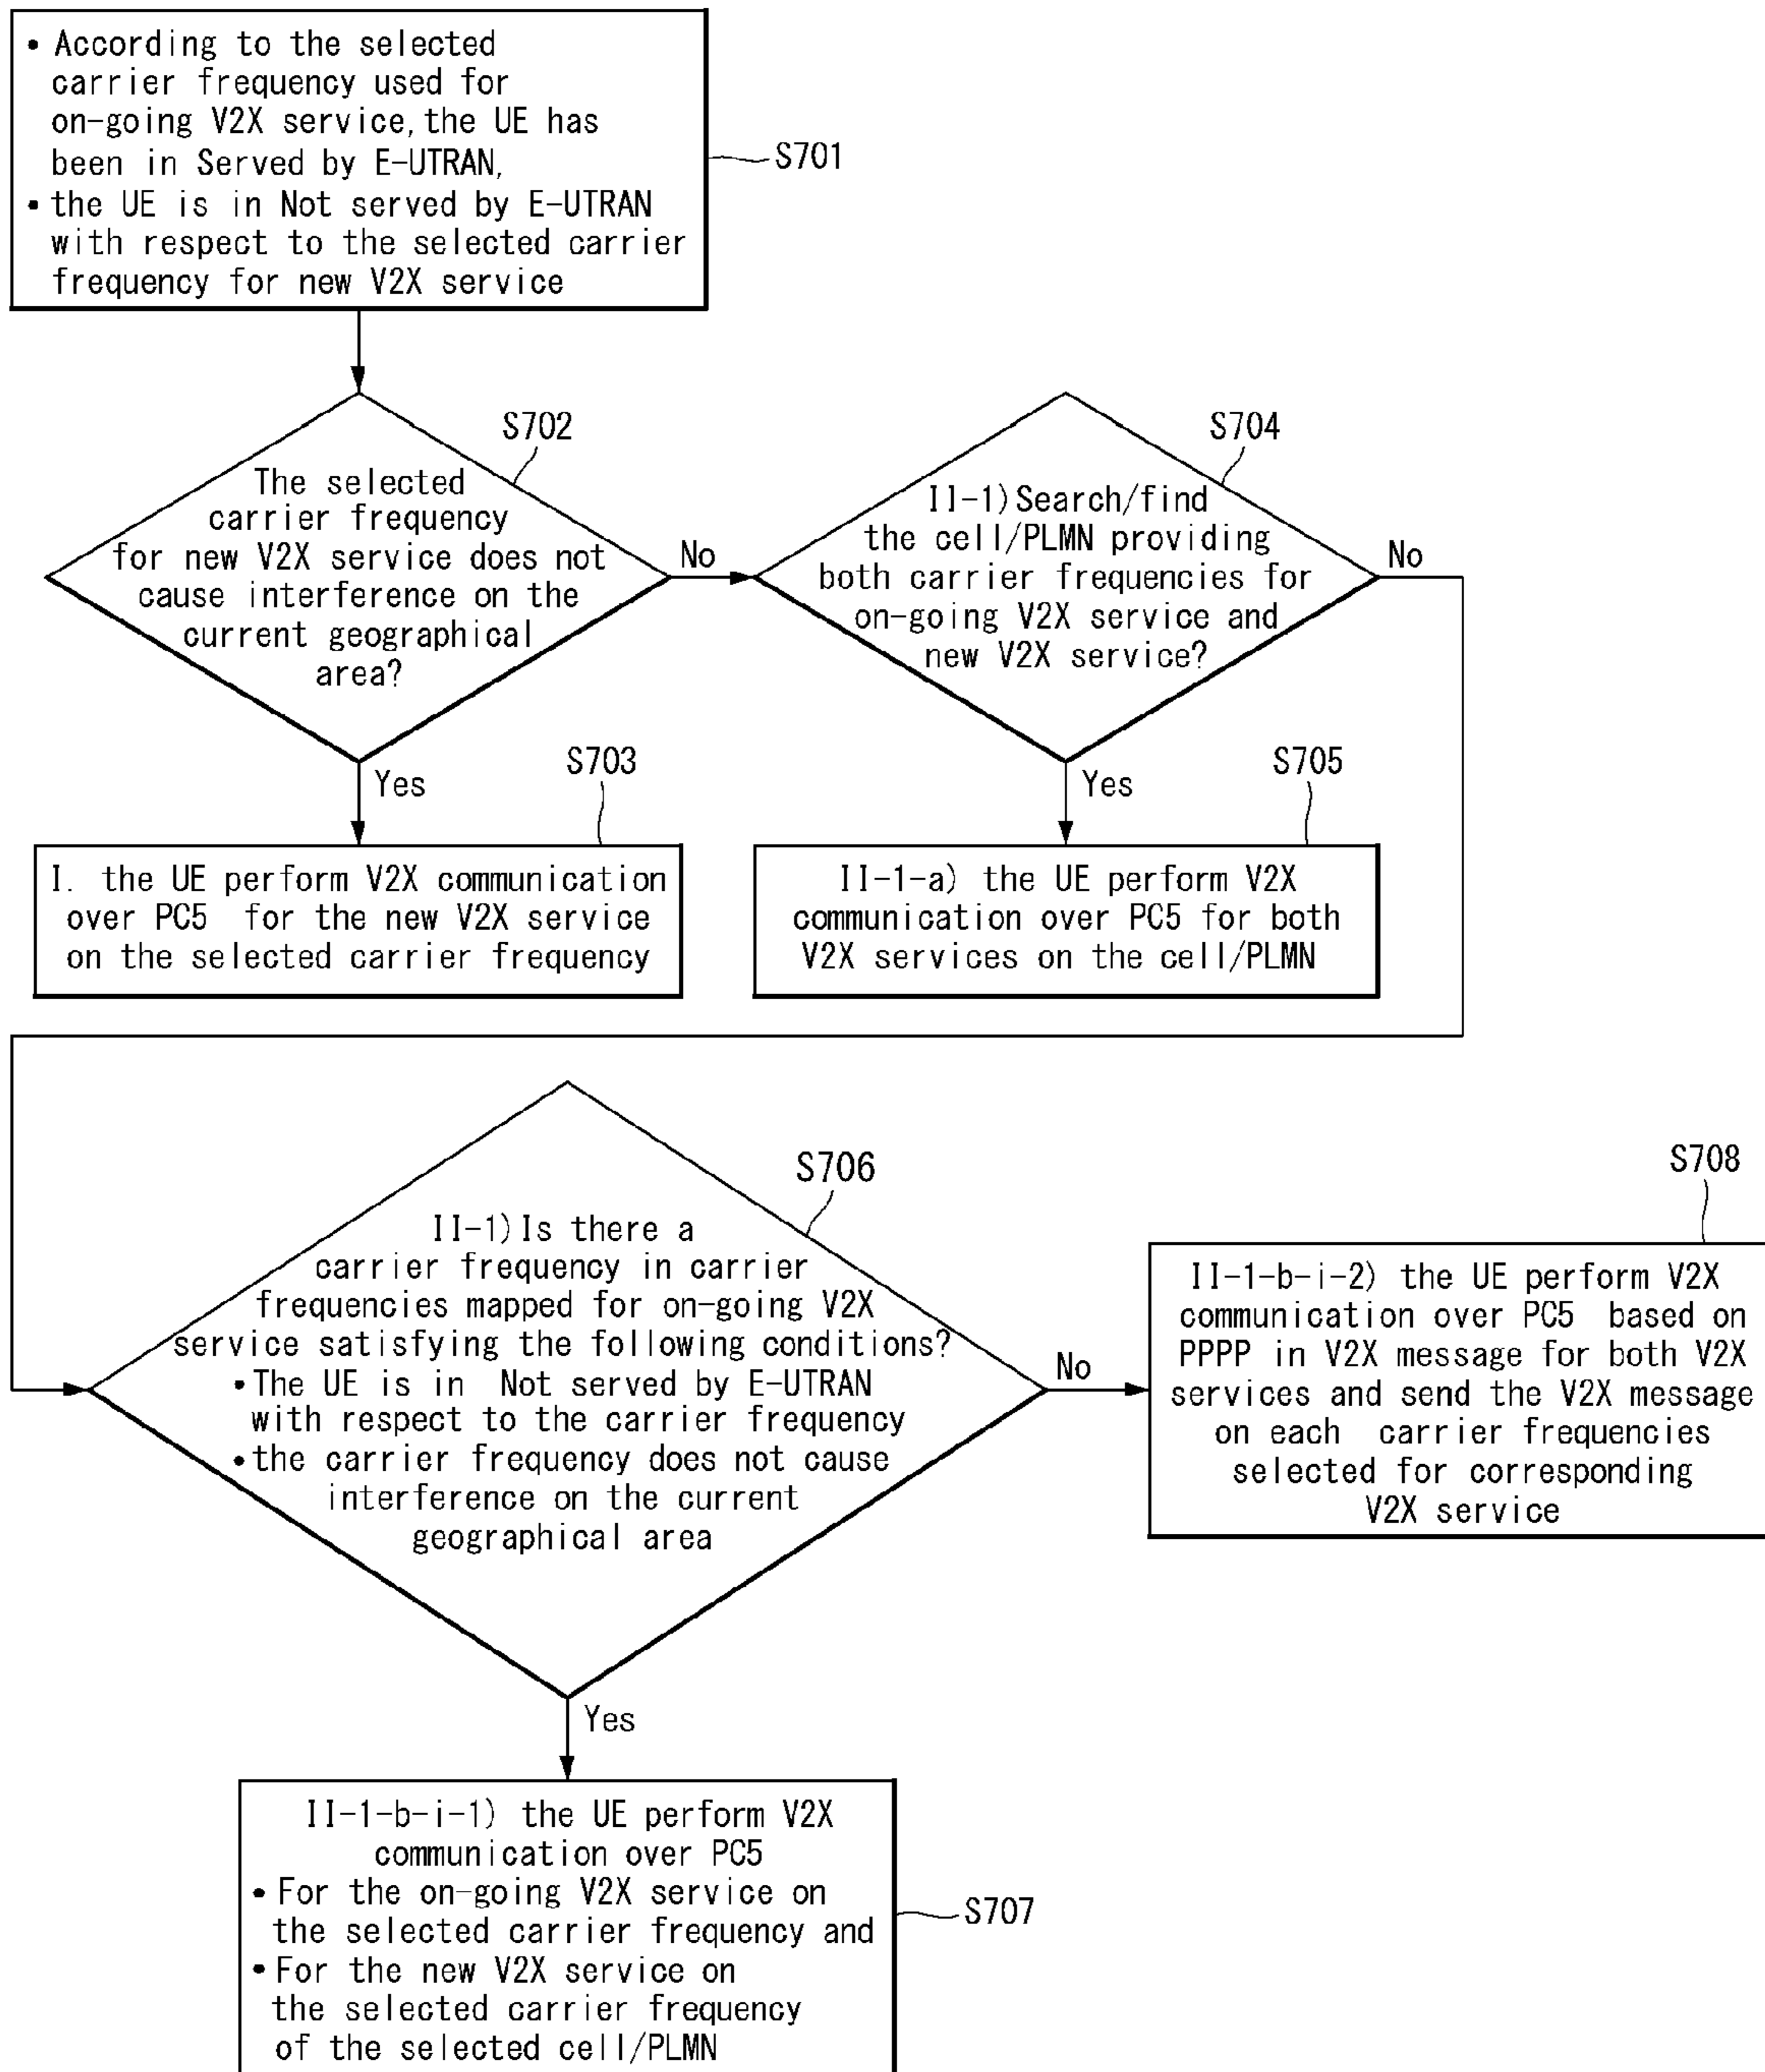 • According to the selected
carrier frequency used for
on-going V2X service, the UE has
been in Served by E-UTRAN,
• the UE is in Not served by E-UTRAN
with respect to the selected carrier
frequency for new V2X service
S701
S702
The selected
carrier frequency
for new V2X service does not
cause interference on the
current geographical
area?
No
Yes
S703
I. the UE perform V2X communication
over PC5 for the new V2X service
on the selected carrier frequency
S704
II-1) Search/find
the cell/PLMN providing
both carrier frequencies for
on-going V2X service and
new V2X service?
No
Yes
S705
II-1-a) the UE perform V2X
communication over PC5 for both
V2X services on the cell/PLMN
S706
II-1) Is there a
carrier frequency in carrier
frequencies mapped for on-going V2X
service satisfying the following conditions?
• The UE is in Not served by E-UTRAN
with respect to the carrier frequency
• the carrier frequency does not cause
interference on the current
geographical area
No
Yes
S708
II-1-b-i-2) the UE perform V2X
communication over PC5 based on
PPPP in V2X message for both V2X
services and send the V2X message
on each carrier frequencies
selected for corresponding
V2X service
II-1-b-i-1) the UE perform V2X
communication over PC5
• For the on-going V2X service on
the selected carrier frequency and
• For the new V2X service on
the selected carrier frequency
of the selected cell/PLMN
S707